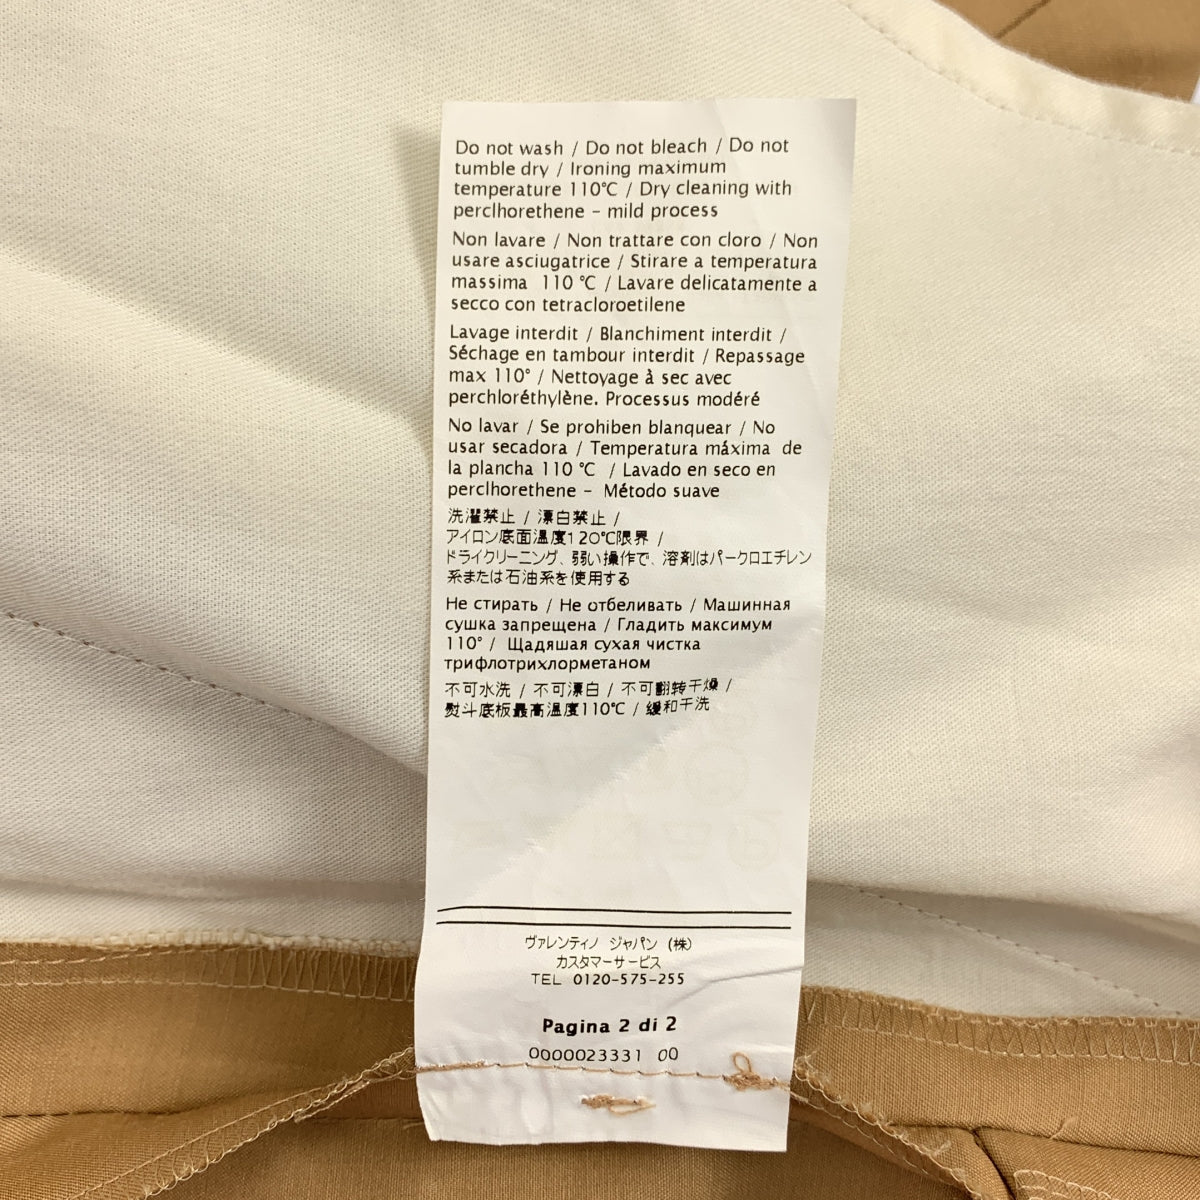 Do not wash / Do not bleach / Do not
tumble dry / Ironing maximum
temperature 110°C / Dry cleaning with
perclhorethene - mild process
Non lavare / Non trattare con cloro / Non
usare asciugatrice / Stirare a temperatura
massima 110 °C / Lavare delicatamente a
secco con tetracloroetilene
Lavage interdit / Blanchiment interdit /
Séchage en tambour interdit / Repassage
max 110° / Nettoyage à sec avec
perchloréthylène. Processus modéré
No lavar / Se prohiben blanquear / No
usar secadora / Temperatura máxima de
la plancha 110 °C / Lavado en seco en
perclhorethene - Método suave
洗濯禁止 / 漂白禁止 /
アイロン底面温度120℃限界 /
ドライクリーニング、弱い操作で、溶剤はパークロエチレン
系または石油系を使用する
Не стирать / Не отбеливать / Машинная
сушка запрещена / Гладить максимум
110° / Щадяшая сухая чистка
трифлотрихлорметаном
不可水洗 / 不可漂白 / 不可翻转干燥 /
熨斗底板最高温度110℃ / 缓和干洗
ヴァレンティノ ジャパン (株)
カスタマーサービス
TEL 0120-575-255
Pagina 2 di 2
0000023331 00